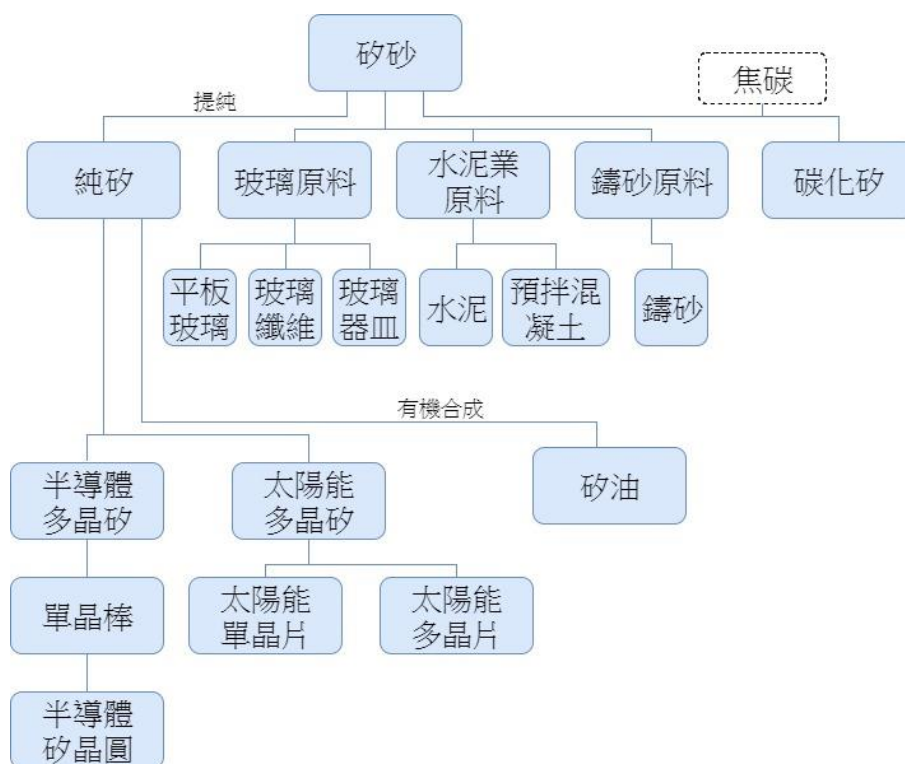 矽砂
焦碳
提純
純矽
玻璃原料
水泥業
原料
鑄砂原料
碳化矽
平板
玻璃
玻璃
纖維
玻璃
器皿
水泥
預拌混
凝土
鑄砂
有機合成
半導體
多晶矽
太陽能
多晶矽
矽油
單晶棒
太陽能
單晶片
太陽能
多晶片
半導體
矽晶圓